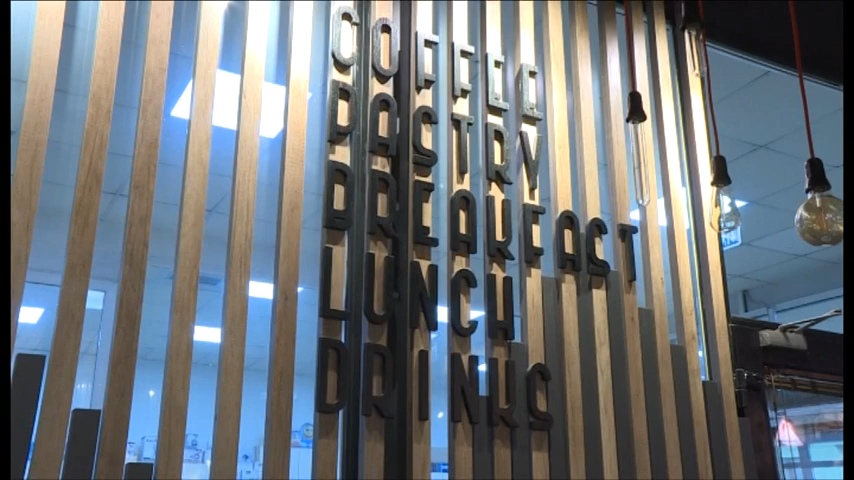 COFFEE
PASTRY
BREAKFAST
LUNCH
DRINKS